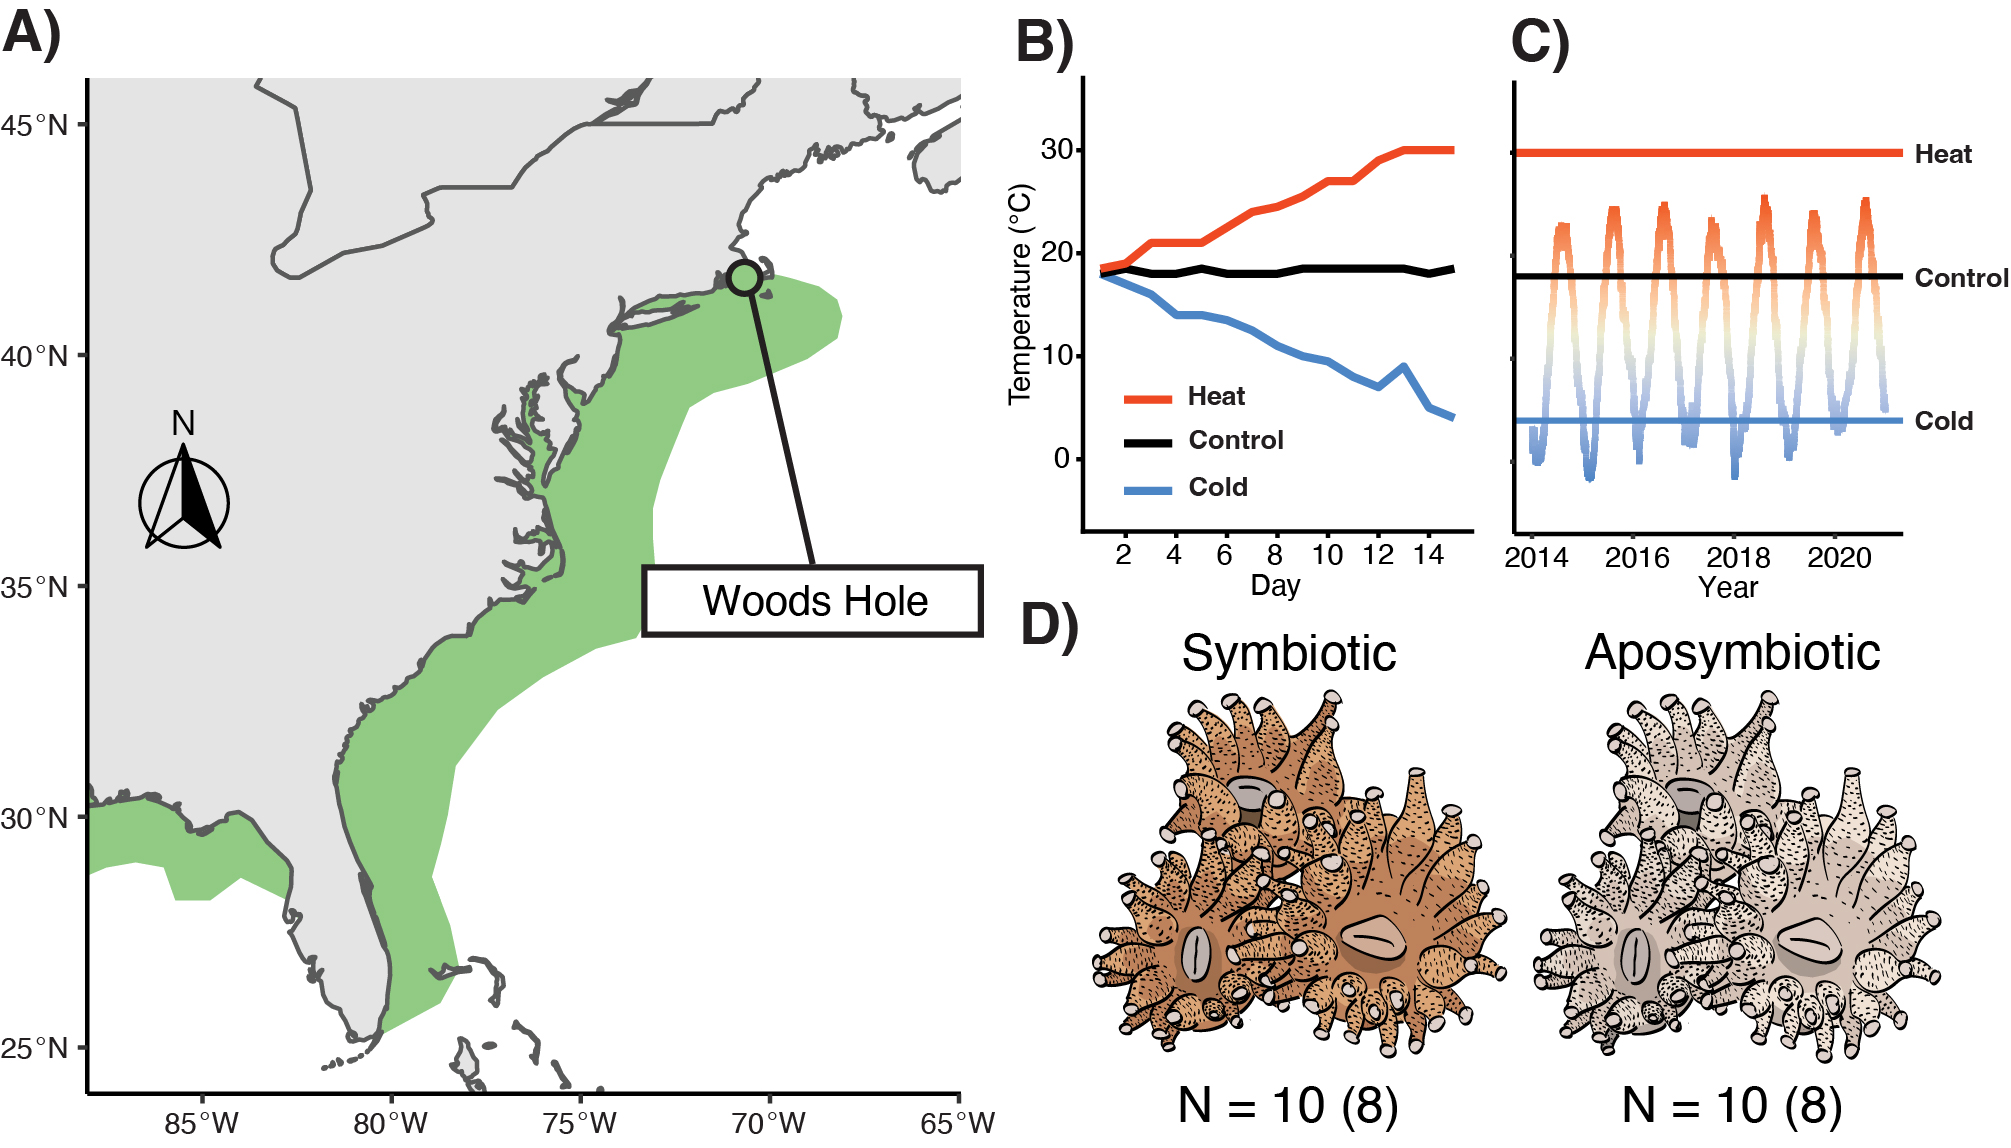 A)
45°N
40°N
35°N
30°N
25°N
85°W
80°W
75°W
70°W
65°W
N
Woods Hole
B)
Temperature (°C)
30
20
10
0
Heat
Control
Cold
2 4 6 8 10 12 14
Day
C)
Heat
Control
Cold
2014 2016 2018 2020
Year
D)
Symbiotic
Aposymbiotic
N = 10 (8)
N = 10 (8)